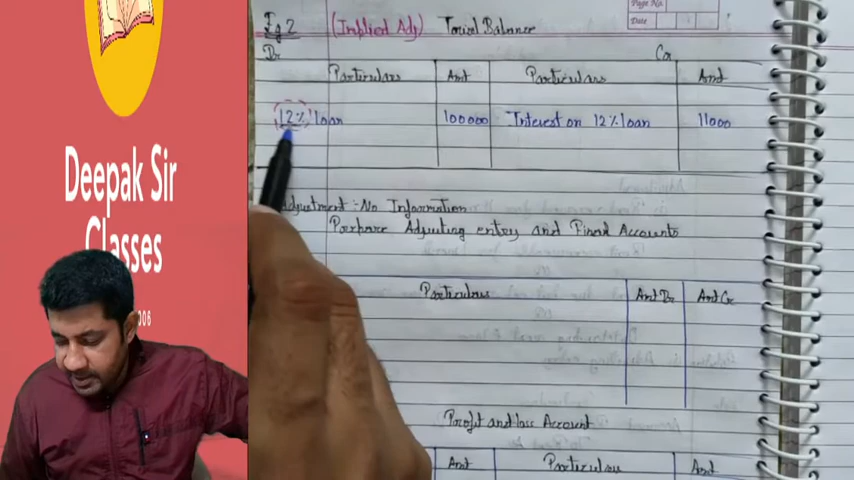 Page No.
Date
Eg 2 (Implied Adj) Trial Balance
Dr Cr
Particulars Amt Particulars Amt
12% loan 100000 Interest on 12% loan 11000
Adjustment :- No Information
Prepare Adjusting entry and Final Accounts
Particulars Amt Dr Amt Cr
Profit and loss Account
Amt Particulars Amt
Deepak Sir
Classes
006